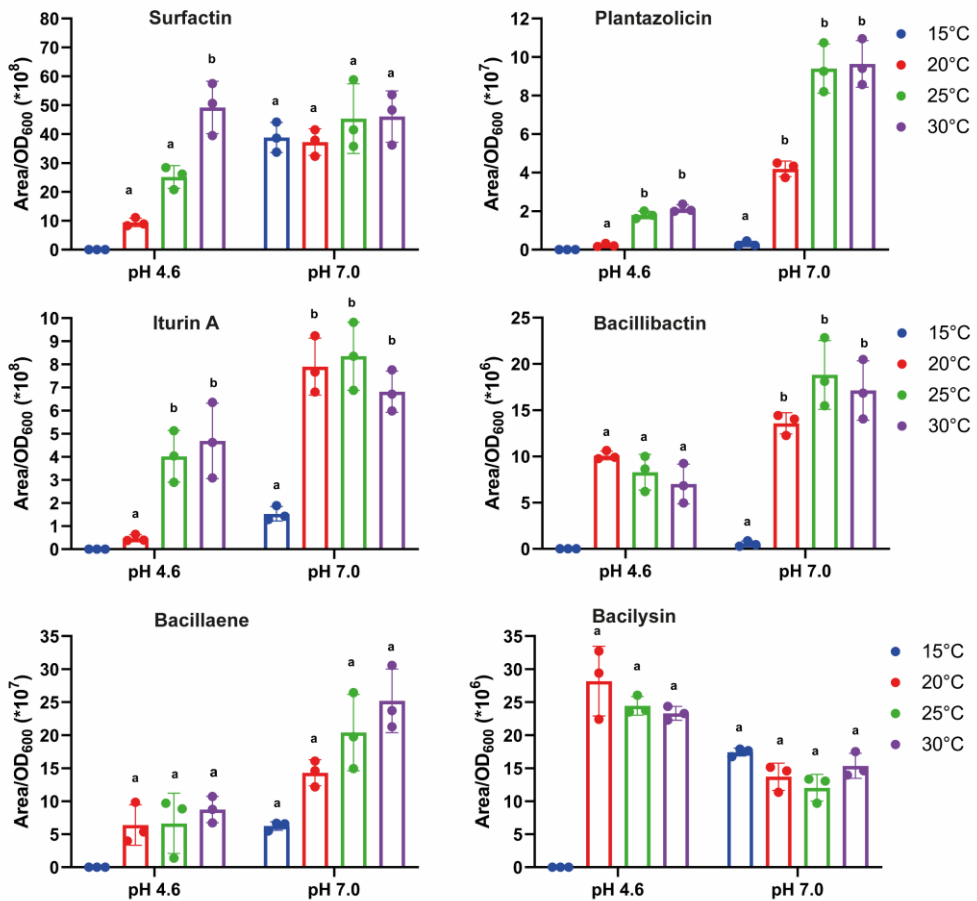 Surfactin
Area/OD600 (*10^8)
80
70
60
50
40
30
20
10
0
a
a
b
a
a
a
a
pH 4.6
pH 7.0
Plantazolicin
Area/OD600 (*10^7)
12
10
8
6
4
2
0
a
b
b
a
b
b
b
pH 4.6
pH 7.0
15°C
20°C
25°C
30°C
Iturin A
Area/OD600 (*10^8)
10
9
8
7
6
5
4
3
2
1
0
a
b
b
a
b
b
b
pH 4.6
pH 7.0
Bacillibactin
Area/OD600 (*10^6)
25
20
15
10
5
0
a
a
a
a
b
b
b
pH 4.6
pH 7.0
15°C
20°C
25°C
30°C
Bacillaene
Area/OD600 (*10^7)
35
30
25
20
15
10
5
0
a
a
a
a
a
a
a
pH 4.6
pH 7.0
Bacilysin
Area/OD600 (*10^6)
35
30
25
20
15
10
5
0
a
a
a
a
a
a
a
pH 4.6
pH 7.0
15°C
20°C
25°C
30°C